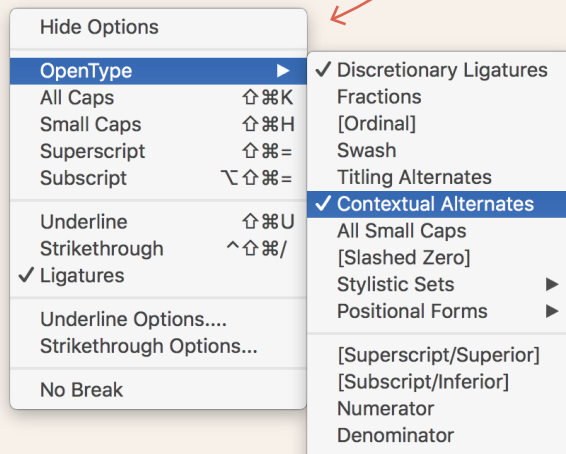 Hide Options
OpenType ▶
All Caps ⇧⌘K
Small Caps ⇧⌘H
Superscript ⇧⌘=
Subscript ⌥⇧⌘=
Underline ⇧⌘U
Strikethrough ^⇧⌘/
✓ Ligatures
Underline Options....
Strikethrough Options...
No Break
✓ Discretionary Ligatures
Fractions
[Ordinal]
Swash
Titling Alternates
✓ Contextual Alternates
All Small Caps
[Slashed Zero]
Stylistic Sets ▶
Positional Forms ▶
[Superscript/Superior]
[Subscript/Inferior]
Numerator
Denominator